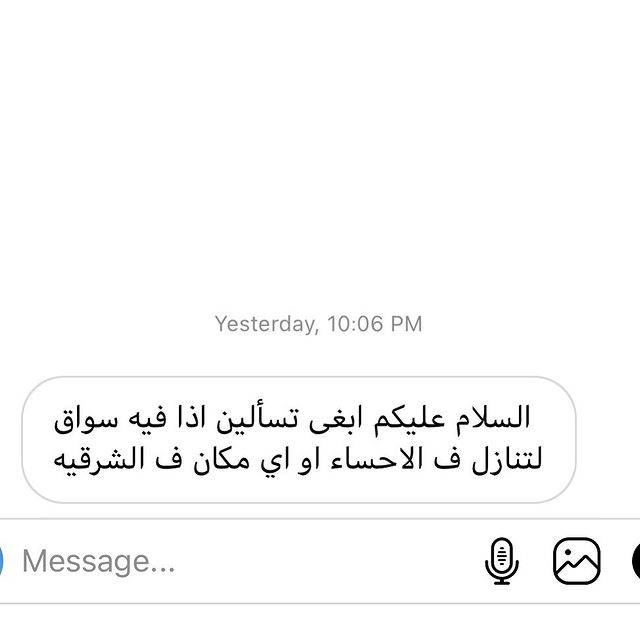 Yesterday, 10:06 PM
السلام عليكم ابغى تسألين اذا فيه سواق
لتنازل ف الاحساء او اي مكان ف الشرقيه
Message...